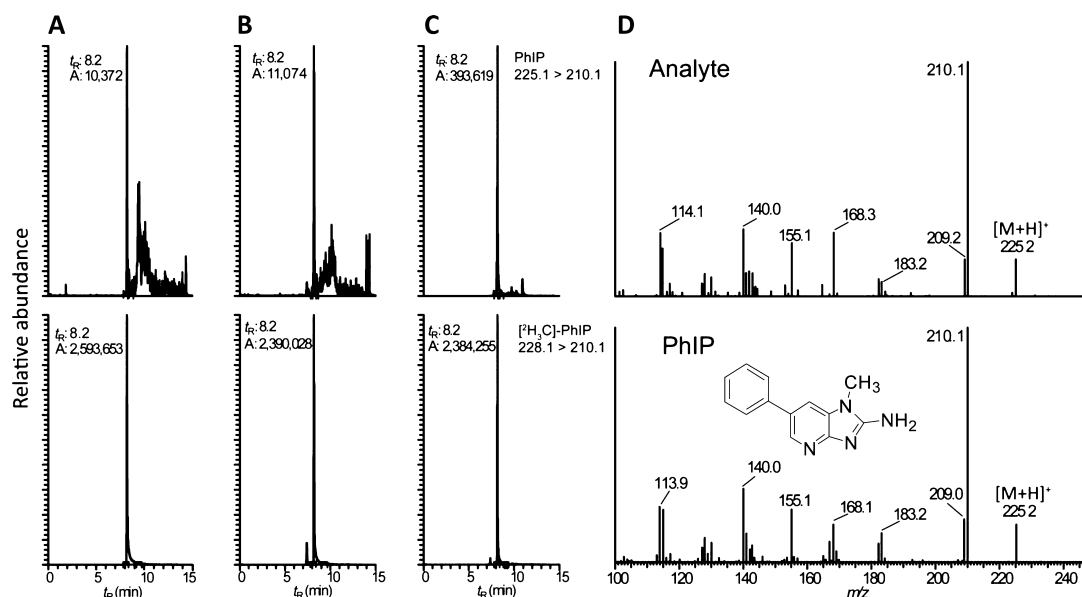 A
B
C
D
Relative abundance
tR: 8.2
A: 10,372
tR: 8.2
A: 11,074
tR: 8.2
A: 393,619
PhIP
225.1 > 210.1
tR: 8.2
A: 2,593,653
0 5 10 15
tR (min)
tR: 8.2
A: 2,390,028
0 5 10 15
tR (min)
tR: 8.2
A: 2,384,255
[²H₃C]-PhIP
228.1 > 210.1
0 5 10 15
tR (min)
Analyte
210.1
114.1
140.0
155.1
168.3
183.2
209.2
[M+H]⁺
225 2
PhIP
210.1
CH₃
N
NH₂
N
N
113.9
140.0
155.1
168.1
183.2
209.0
[M+H]⁺
225 2
100 120 140 160 180 200 220 240
m/z